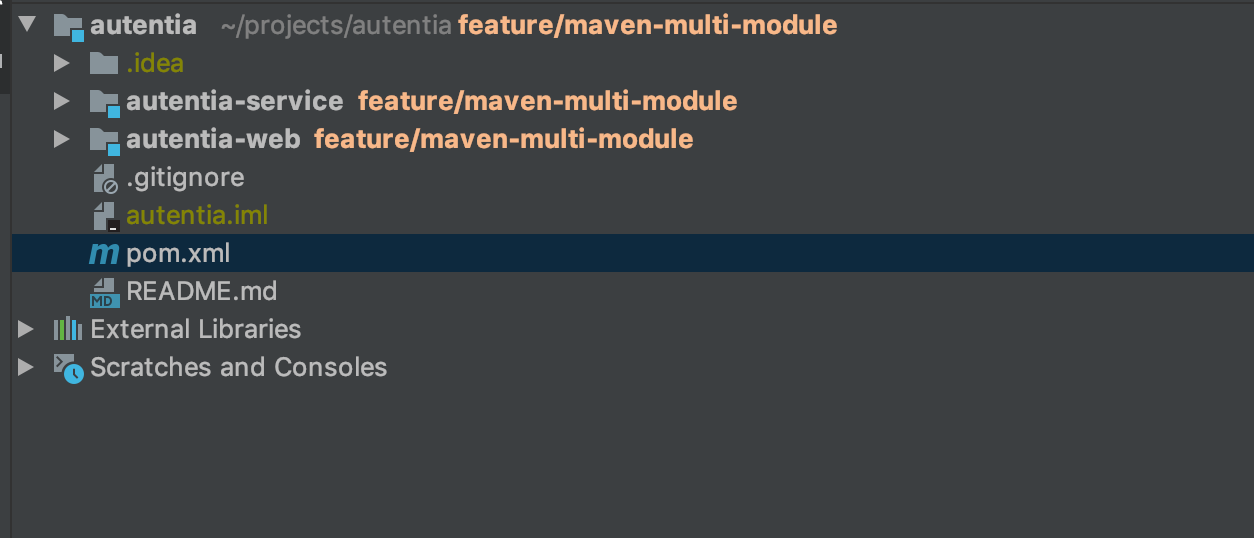 autentia ~/projects/autentia feature/maven-multi-module
.idea
autentia-service feature/maven-multi-module
autentia-web feature/maven-multi-module
.gitignore
autentia.iml
m pom.xml
MD README.md
External Libraries
Scratches and Consoles